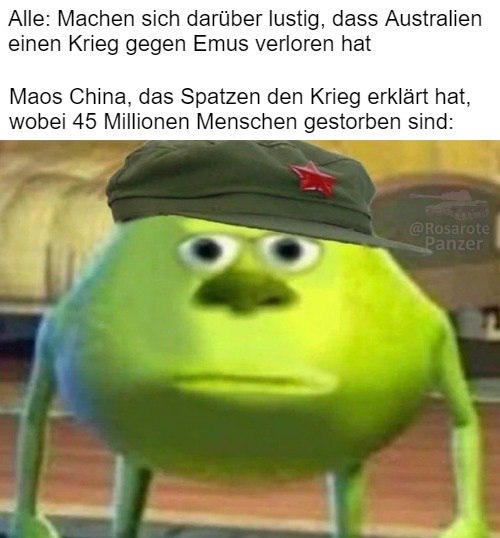 Alle: Machen sich darüber lustig, dass Australien
einen Krieg gegen Emus verloren hat
Maos China, das Spatzen den Krieg erklärt hat,
wobei 45 Millionen Menschen gestorben sind:
@Rosarote
Panzer